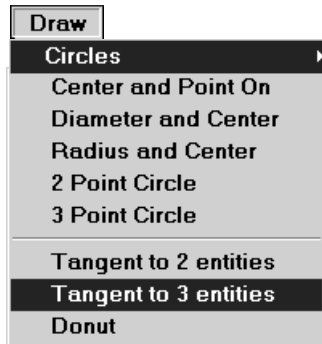 Draw
Circles
Center and Point On
Diameter and Center
Radius and Center
2 Point Circle
3 Point Circle
Tangent to 2 entities
Tangent to 3 entities
Donut